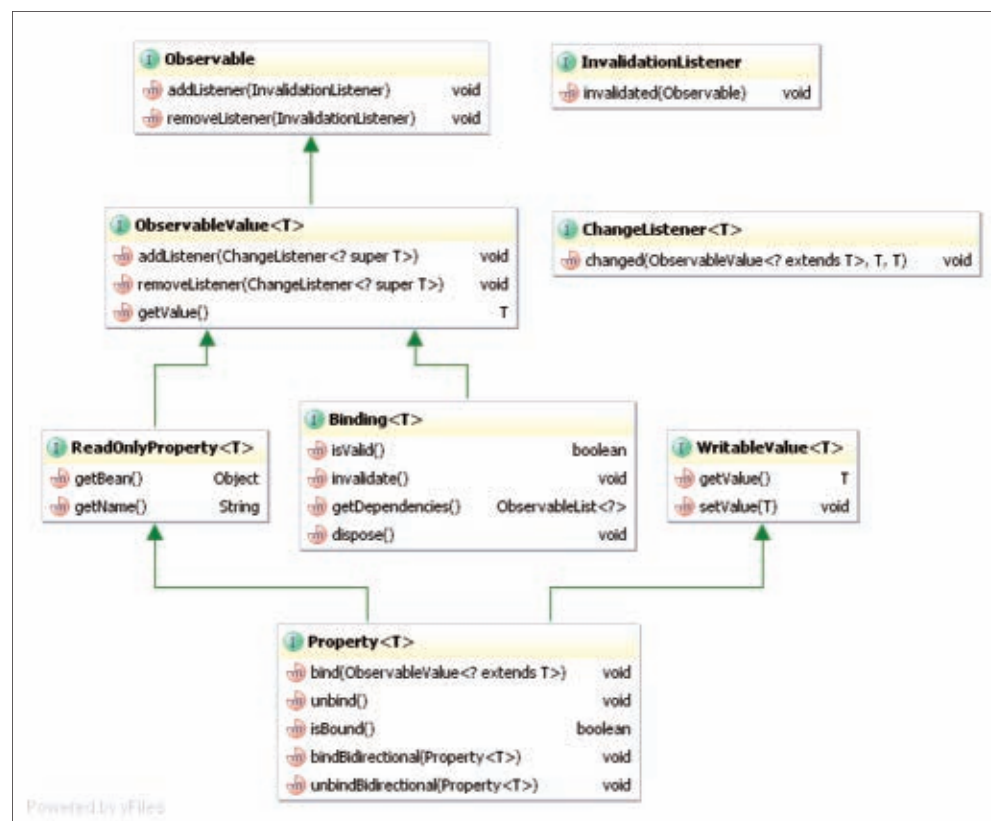 Observable
addListener(InvalidationListener) void
removeListener(InvalidationListener) void
InvalidationListener
invalidated(Observable) void
ObservableValue<T>
addListener(ChangeListener<? super T>) void
removeListener(ChangeListener<? super T>) void
getValue() T
ChangeListener<T>
changed(ObservableValue<? extends T>, T, T) void
ReadOnlyProperty<T>
getBean() Object
getName() String
Binding<T>
isValid() boolean
invalidate() void
getDependencies() ObservableList<?>
dispose() void
WritableValue<T>
getValue() T
setValue(T) void
Property<T>
bind(ObservableValue<? extends T>) void
unbind() void
isBound() boolean
bindBidirectional(Property<T>) void
unbindBidirectional(Property<T>) void
Powered by yFiles